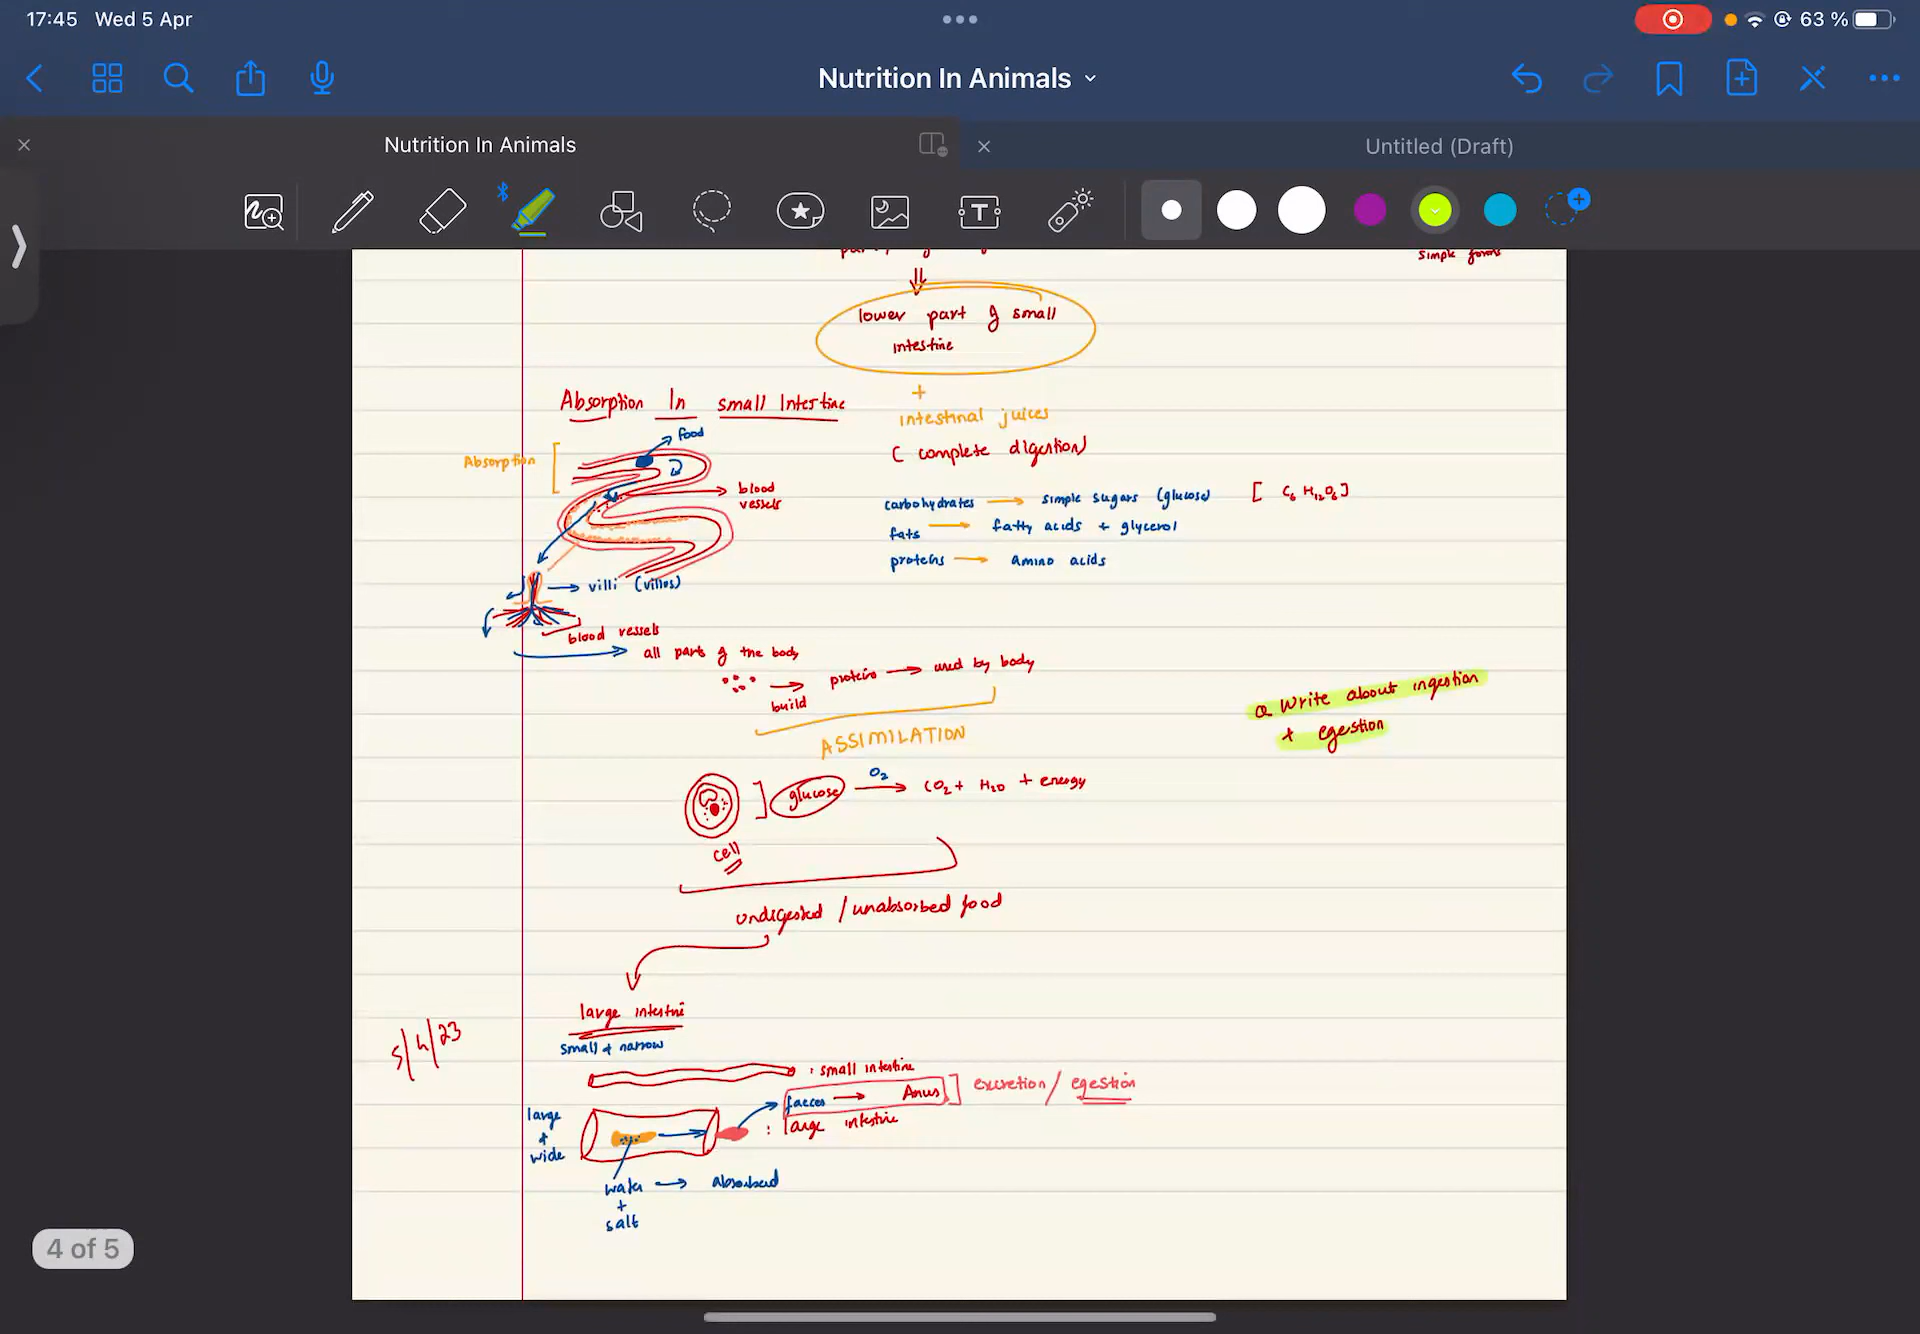 17:45 Wed 5 Apr
63 %
Nutrition In Animals
Nutrition In Animals
Untitled (Draft)
simple forms
lower part of small
intestine
Absorption In small Intestine
+
intestinal juices
food
( complete digestion)
Absorption
blood
vessels
carbohydrates → simple sugars (glucose) [ C6 H12O6]
fats → fatty acids + glycerol
proteins → amino acids
→ villi (villus)
blood vessels
→ all parts of the body
→ build
protein → used by body
ASSIMILATION
Q Write about ingestion
+ egestion
glucose O2 → CO2 + H2O + energy
cell
undigested / unabsorbed food
large intestine
small & narrow
5/4/23
: small intestine
faeces → Anus ] excretion / egestion
: large intestine
large
&
wide
water → absorbed
+
salt
4 of 5